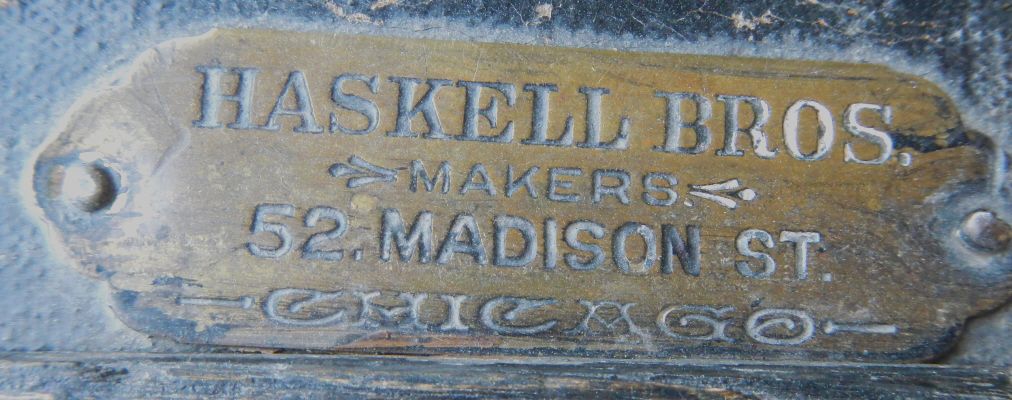 HASKELL BROS.
MAKERS.
52. MADISON ST.
CHICAGO